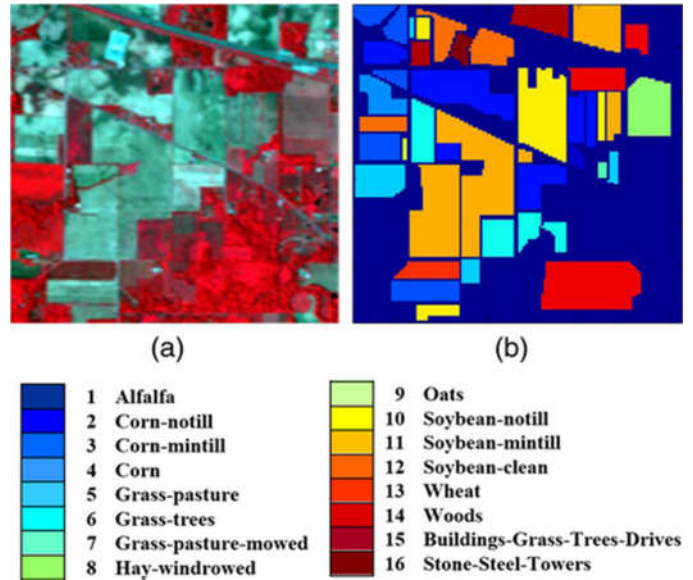 (a) (b)
1 Alfalfa
2 Corn-notill
3 Corn-mintill
4 Corn
5 Grass-pasture
6 Grass-trees
7 Grass-pasture-mowed
8 Hay-windrowed
9 Oats
10 Soybean-notill
11 Soybean-mintill
12 Soybean-clean
13 Wheat
14 Woods
15 Buildings-Grass-Trees-Drives
16 Stone-Steel-Towers